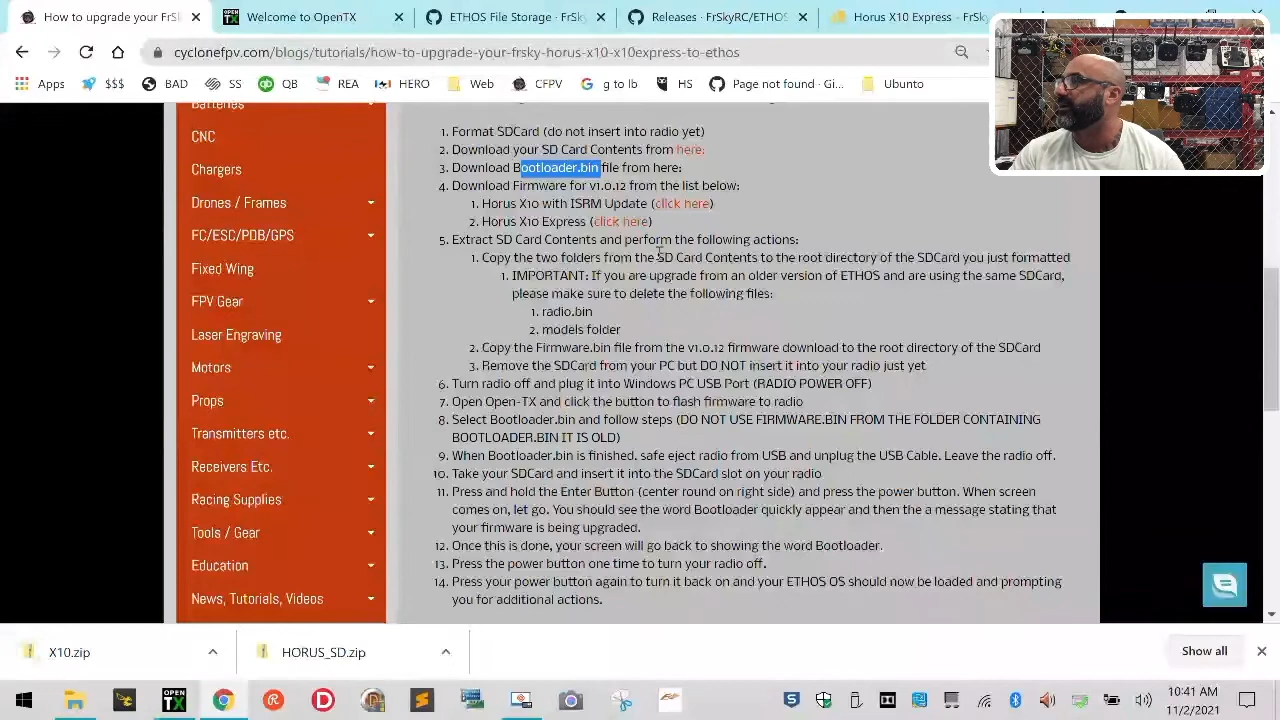 How to upgrade your FrSky
Welcome to OpenTX
ETHOS File Storage - FrSky
Releases · FrSkyRC/ETHOS
Horus X10 Express - FrSky
cyclonefpv.com/blogs/tutorials/how-to-upgrade-your-frsky-horus-x10-x10express-to-ethos
Apps
$$$
BAD
SS
QB
REA
HERO
Web
g to lb
HS
Page not found · Gi...
Ubuntu
Batteries
CNC
Chargers
Drones / Frames
FC/ESC/PDB/GPS
Fixed Wing
FPV Gear
Laser Engraving
Motors
Props
Transmitters etc.
Receivers Etc.
Racing Supplies
Tools / Gear
Education
News, Tutorials, Videos
1. Format SDCard (do not insert into radio yet)
2. Download your SD Card Contents from here:
3. Download Bootloader.bin file from here:
4. Download Firmware for v1.0.12 from the list below:
1. Horus X10 with ISRM Update (click here)
2. Horus X10 Express (click here)
5. Extract SD Card Contents and perform the following actions:
1. Copy the two folders from the SD Card Contents to the root directory of the SDCard you just formatted
1. IMPORTANT: If you are upgrade from an older version of ETHOS and are using the same SDCard,
please make sure to delete the following files:
1. radio.bin
2. models folder
2. Copy the Firmware.bin file from the v1.0.12 firmware download to the root directory of the SDCard
3. Remove the SDCard from your PC but DO NOT insert it into your radio just yet
6. Turn radio off and plug it into Windows PC USB Port (RADIO POWER OFF)
7. Open Open-TX and click the button to flash firmware to radio
8. Select Bootloader.bin and follow steps (DO NOT USE FIRMWARE.BIN FROM THE FOLDER CONTAINING
BOOTLOADER.BIN IT IS OLD)
9. When Bootloader.bin is finished, safe eject radio from USB and unplug the USB Cable. Leave the radio off.
10. Take your SDCard and insert it into the SDCard slot on your radio
11. Press and hold the Enter Button (center round on right side) and press the power button. When screen
comes on, let go. You should see the word Bootloader quickly appear and then the a message stating that
your firmware is being upgrade.
12. Once this is done, your screen will go back to showing the word Bootloader.
13. Press the power button one time to turn your radio off.
14. Press your power button again to turn it back on and your ETHOS OS should now be loaded and prompting
you for additional actions.
X10.zip
HORUS_SD.zip
Show all
OPEN
TX
10:41 AM
11/2/2021